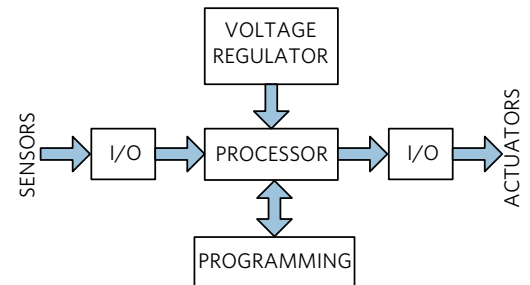 VOLTAGE
REGULATOR
SENSORS
I/O
PROCESSOR
I/O
ACTUATORS
PROGRAMMING